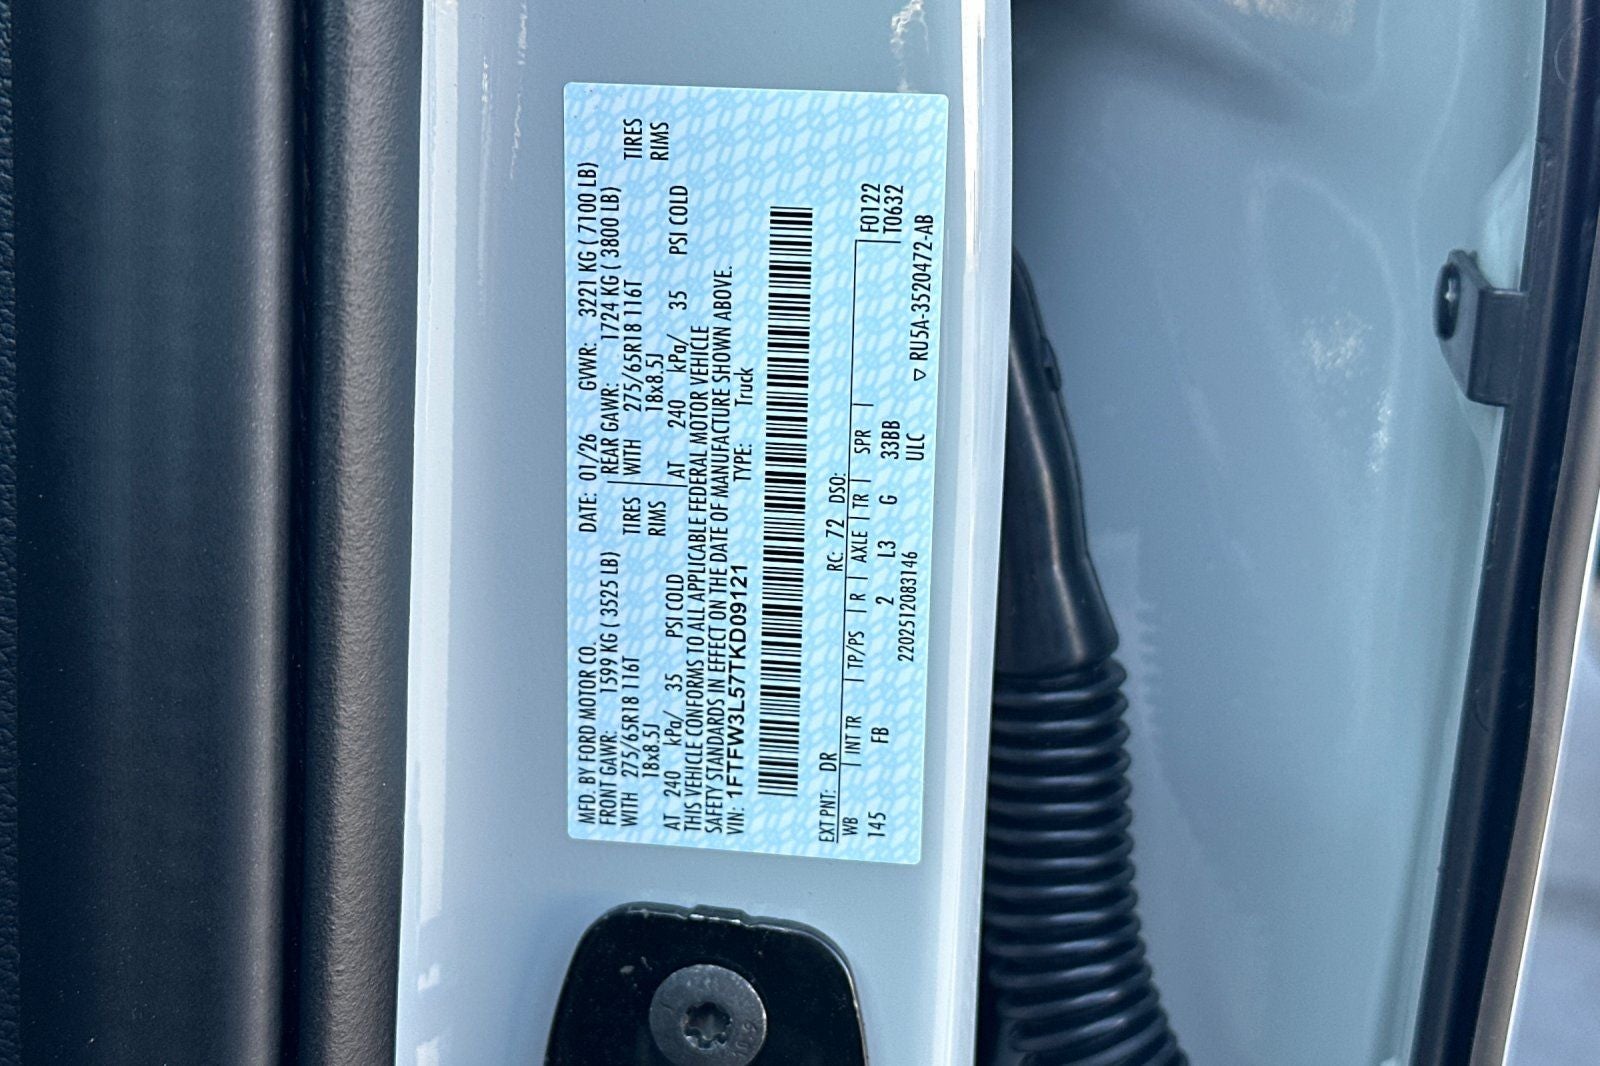 MFD. BY FORD MOTOR CO. DATE: 01/26 GVWR: 3221 KG ( 7100 LB)
FRONT GAWR: 1599 KG ( 3525 LB) REAR GAWR: 1724 KG ( 3800 LB)
WITH 275/65R18 116T TIRES WITH 275/65R18 116T TIRES
18x8.5J RIMS 18x8.5J RIMS
AT 240 kPa/ 35 PSI COLD AT 240 kPa/ 35 PSI COLD
THIS VEHICLE CONFORMS TO ALL APPLICABLE FEDERAL MOTOR VEHICLE
SAFETY STANDARDS IN EFFECT ON THE DATE OF MANUFACTURE SHOWN ABOVE.
VIN: 1FTFW3L57TKD09121 TYPE: Truck
EXT PNT: DR RC: 72 DSO:
WB INT TR TP/PS R AXLE TR SPR F0122
145 FB 2 L3 G 33BB T0632
ULC
220251208146 ▽ RU5A-3520472-AB